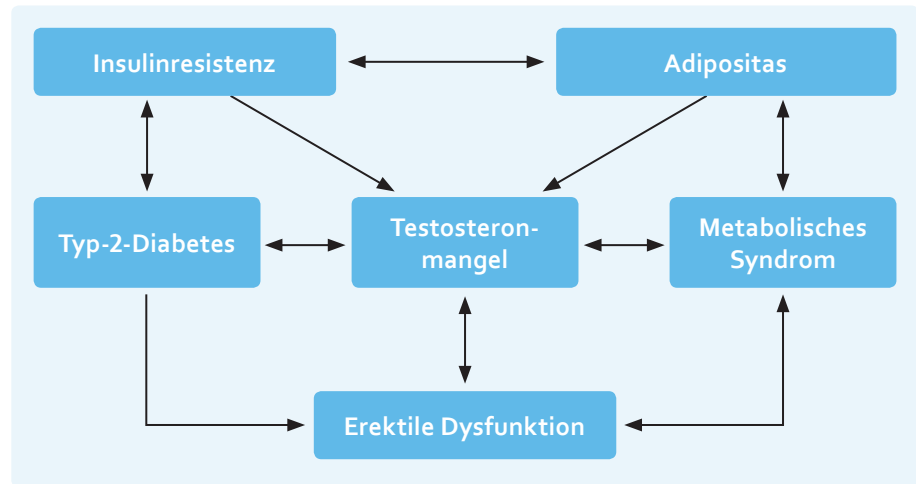 Insulinresistenz
Adipositas
Typ-2-Diabetes
Testosteron-
mangel
Metabolisches
Syndrom
Erektile Dysfunktion